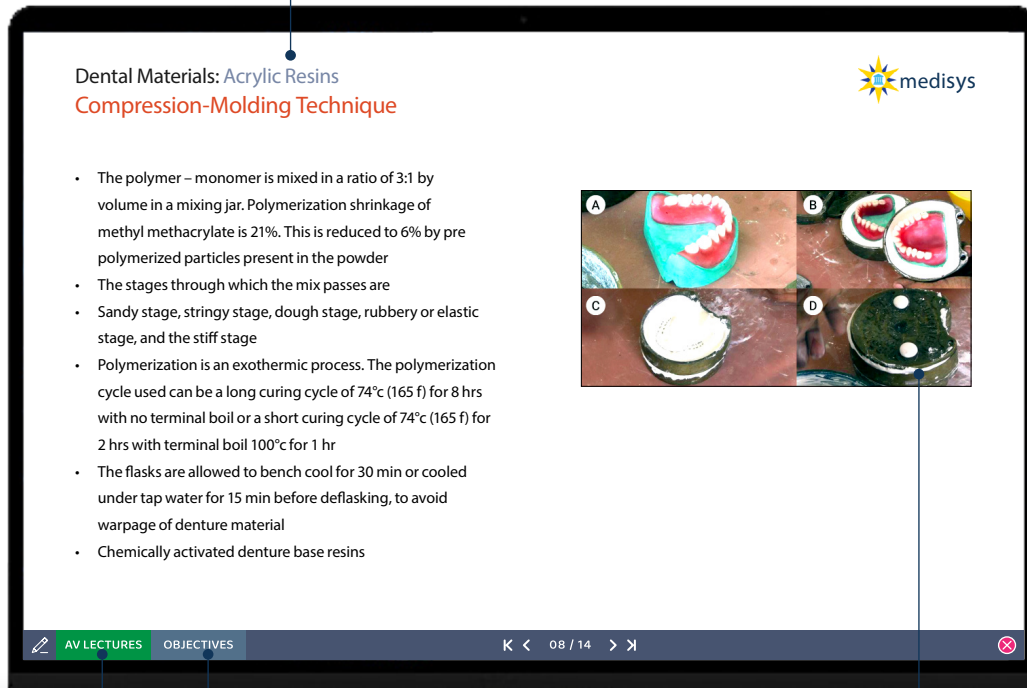 Dental Materials: Acrylic Resins
Compression-Molding Technique
medisys
• The polymer – monomer is mixed in a ratio of 3:1 by
volume in a mixing jar. Polymerization shrinkage of
methyl methacrylate is 21%. This is reduced to 6% by pre
polymerized particles present in the powder
• The stages through which the mix passes are
• Sandy stage, stringy stage, dough stage, rubbery or elastic
stage, and the stiff stage
• Polymerization is an exothermic process. The polymerization
cycle used can be a long curing cycle of 74°c (165 f) for 8 hrs
with no terminal boil or a short curing cycle of 74°c (165 f) for
2 hrs with terminal boil 100°c for 1 hr
• The flasks are allowed to bench cool for 30 min or cooled
under tap water for 15 min before deflasking, to avoid
warpage of denture material
• Chemically activated denture base resins
A
B
C
D
AV LECTURES OBJECTIVES 08 / 14